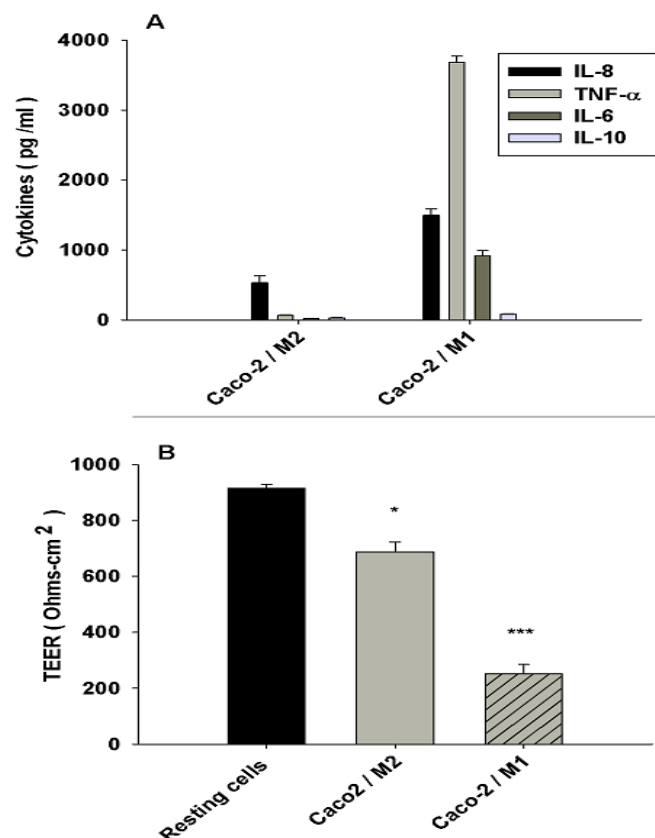 A
4000
3000
2000
1000
0
Cytokines ( pg /ml )
IL-8
TNF-α
IL-6
IL-10
Caco-2 / M2
Caco-2 / M1
B
1000
800
600
400
200
0
TEER ( Ohms-cm²)
*
***
Resting cells
Caco2 / M2
Caco-2 / M1